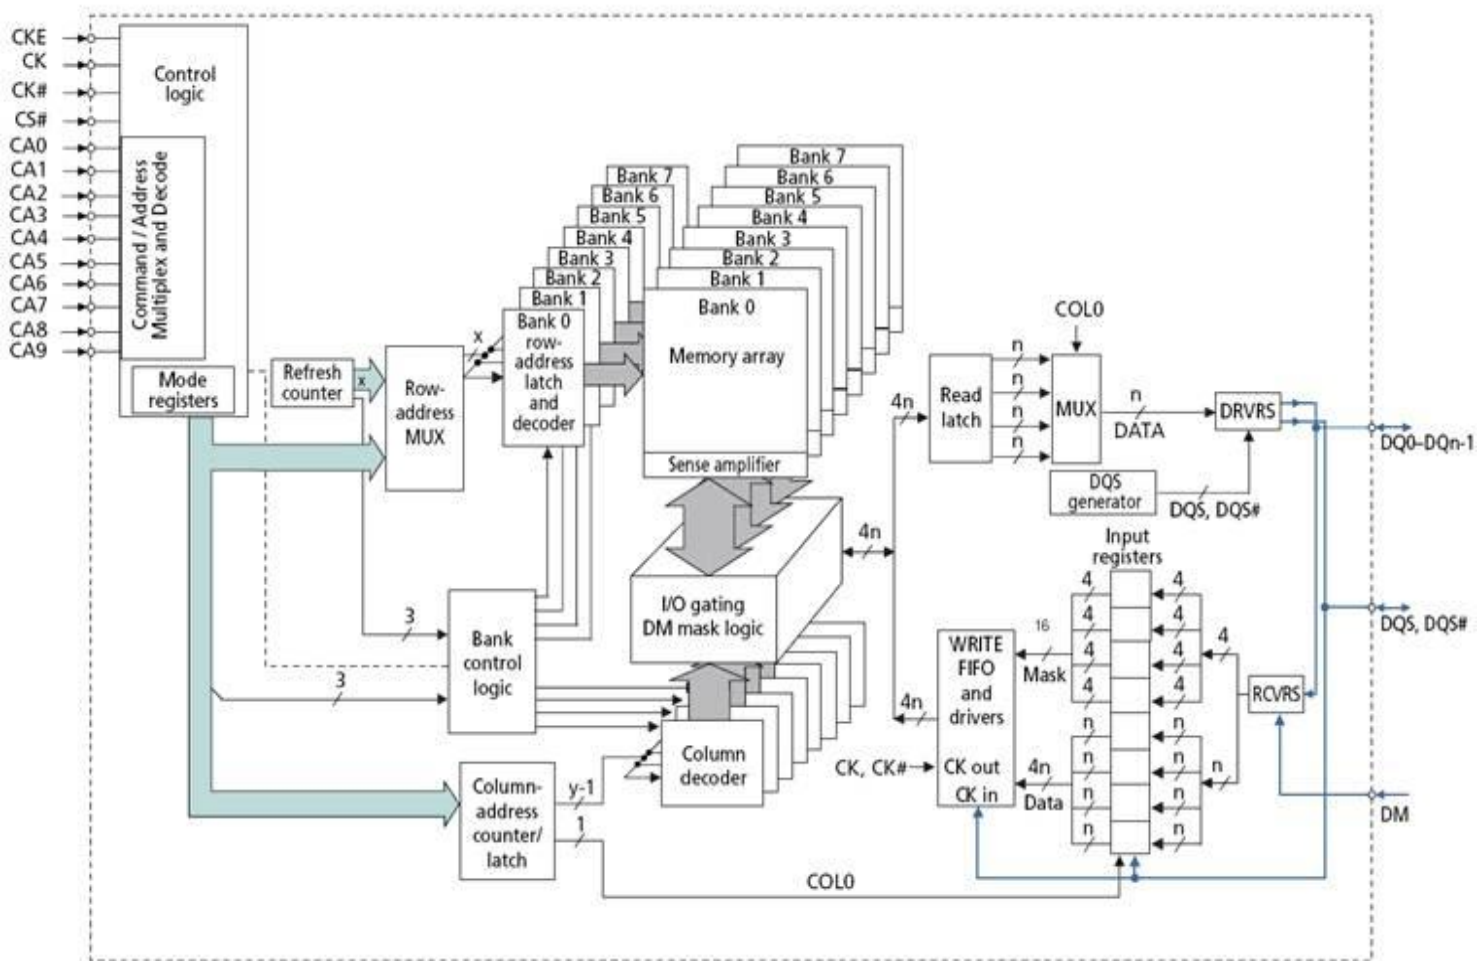 CKE
CK
CK#
CS#
CA0
CA1
CA2
CA3
CA4
CA5
CA6
CA7
CA8
CA9
Control
logic
Command / Address
Multiplex and Decode
Mode
registers
Refresh
counter
x
Row-
address
MUX
x
Bank 7
Bank 6
Bank 5
Bank 4
Bank 3
Bank 2
Bank 1
Bank 0
row-
address
latch
and
decoder
Bank 7
Bank 6
Bank 5
Bank 4
Bank 3
Bank 2
Bank 1
Bank 0
Memory array
Sense amplifier
3
3
Bank
control
logic
I/O gating
DM mask logic
Column
decoder
Column-
address
counter/
latch
y-1
1
COL0
4n
4n
4n
Read
latch
n
n
n
n
COL0
MUX
n
DATA
DRVRS
DQS
generator
DQS, DQS#
DQ0–DQn-1
DQS, DQS#
DM
Input
registers
4
4
4
4
4
4
4
4
4
n
n
n
n
n
n
n
n
n
RCVRS
16
Mask
4n
Data
WRITE
FIFO
and
drivers
CK out
CK in
CK, CK#